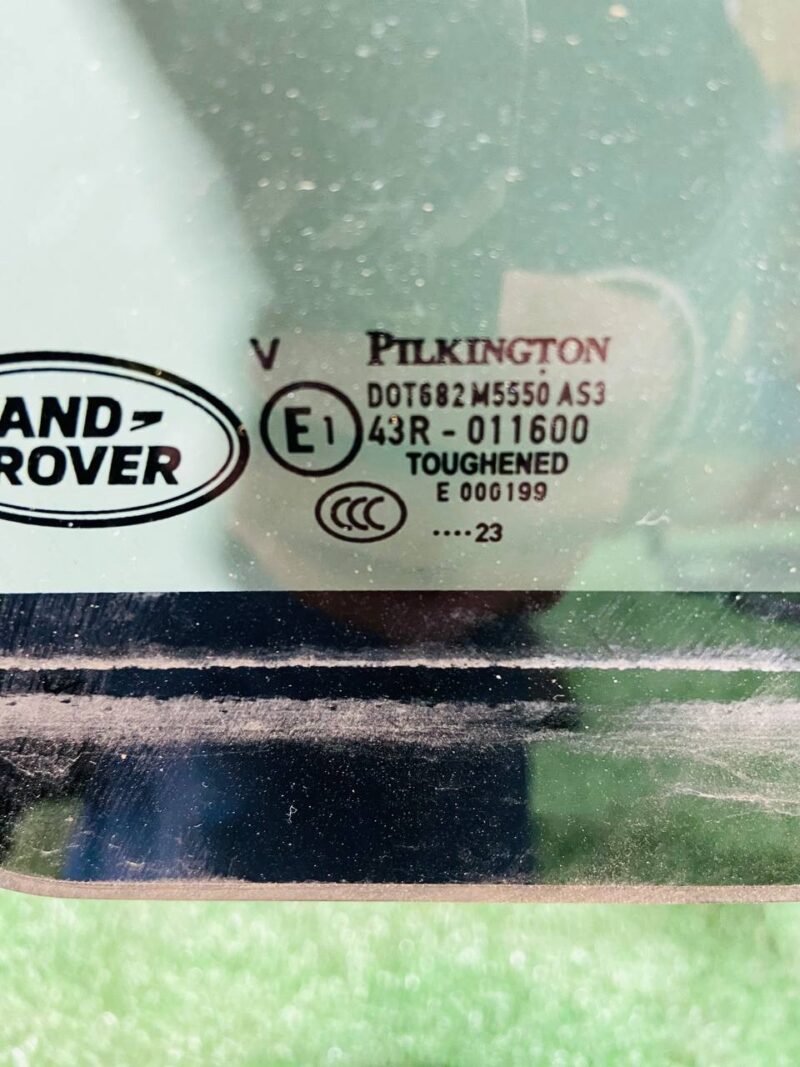 V
PILKINGTON
DOT682 M5550 AS3
E1
43R - 011600
TOUGHENED
E 000199
CCC
....23
AND
ROVER